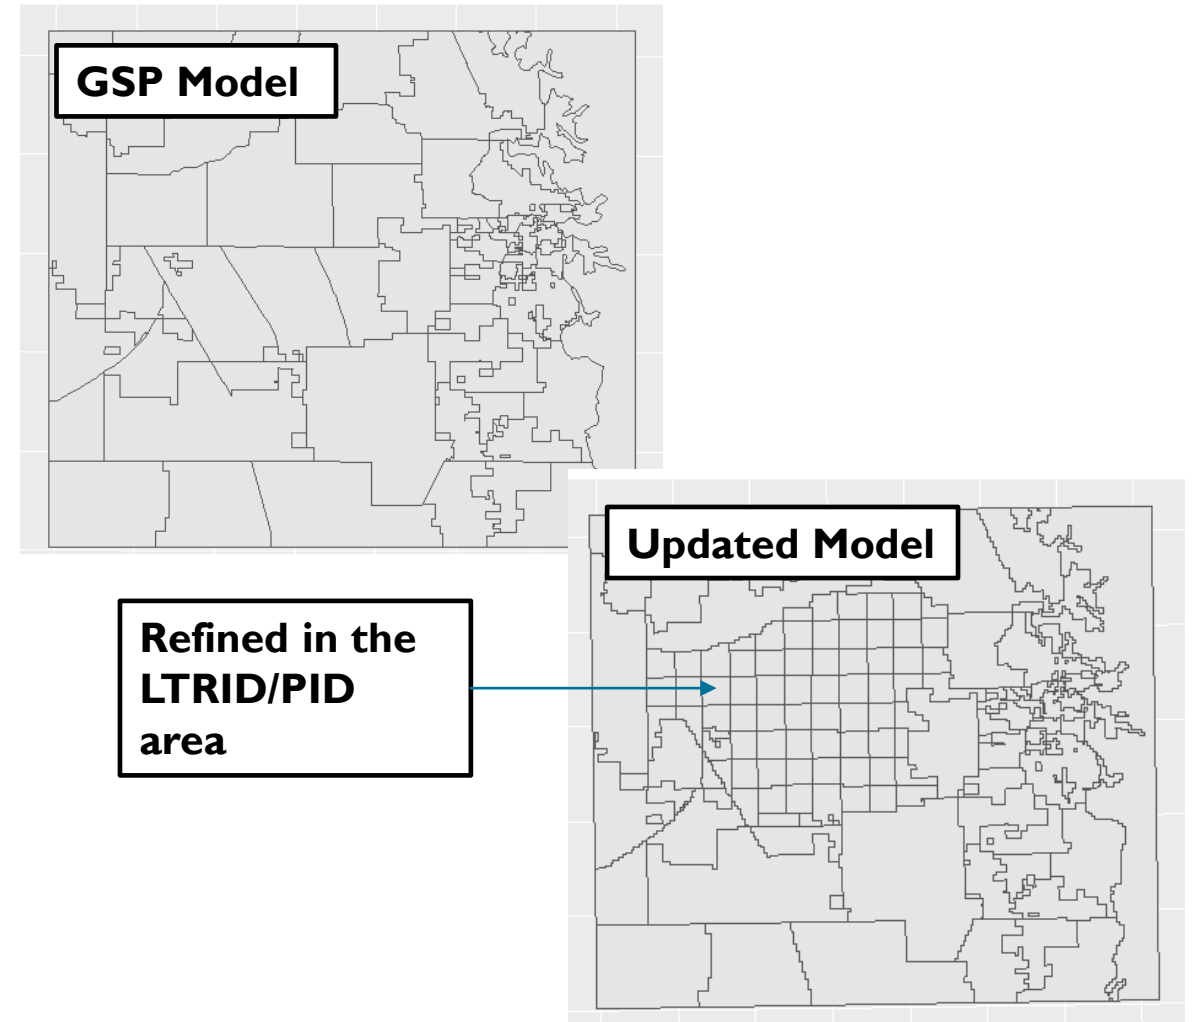 GSP Model
Updated Model
Refined in the
LTRID/PID
area